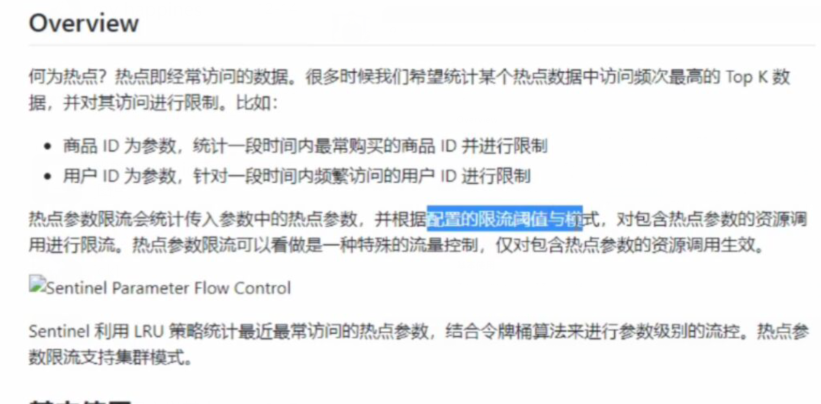 Overview
何为热点？热点即经常访问的数据。很多时候我们希望统计某个热点数据中访问频次最高的 Top K 数
据，并对其访问进行限制。比如：
商品 ID 为参数，统计一段时间内最常购买的商品 ID 并进行限制
用户 ID 为参数，针对一段时间内频繁访问的用户 ID 进行限制
热点参数限流会统计传入参数中的热点参数，并根据配置的限流阈值与模式，对包含热点参数的资源调
用进行限流。热点参数限流可以看做是一种特殊的流量控制，仅对包含热点参数的资源调用生效。
Sentinel Parameter Flow Control
Sentinel 利用 LRU 策略统计最近最常访问的热点参数，结合令牌桶算法来进行参数级别的流控。热点参
数限流支持集群模式。